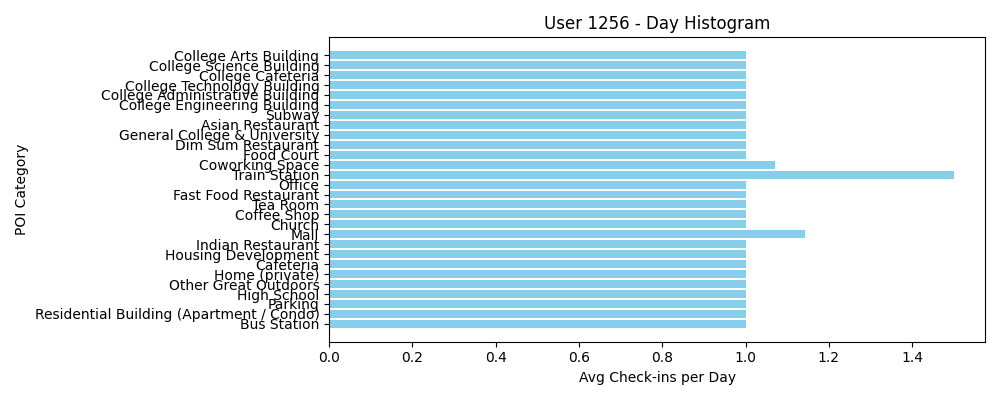 User 1256 - Day Histogram
POI Category
College Arts Building
College Science Building
College Cafeteria
College Technology Building
College Administrative Building
College Engineering Building
Subway
Asian Restaurant
General College & University
Dim Sum Restaurant
Food Court
Coworking Space
Train Station
Office
Fast Food Restaurant
Tea Room
Coffee Shop
Church
Mall
Indian Restaurant
Housing Development
Cafeteria
Home (private)
Other Great Outdoors
High School
Parking
Residential Building (Apartment / Condo)
Bus Station
0.0 0.2 0.4 0.6 0.8 1.0 1.2 1.4
Avg Check-ins per Day